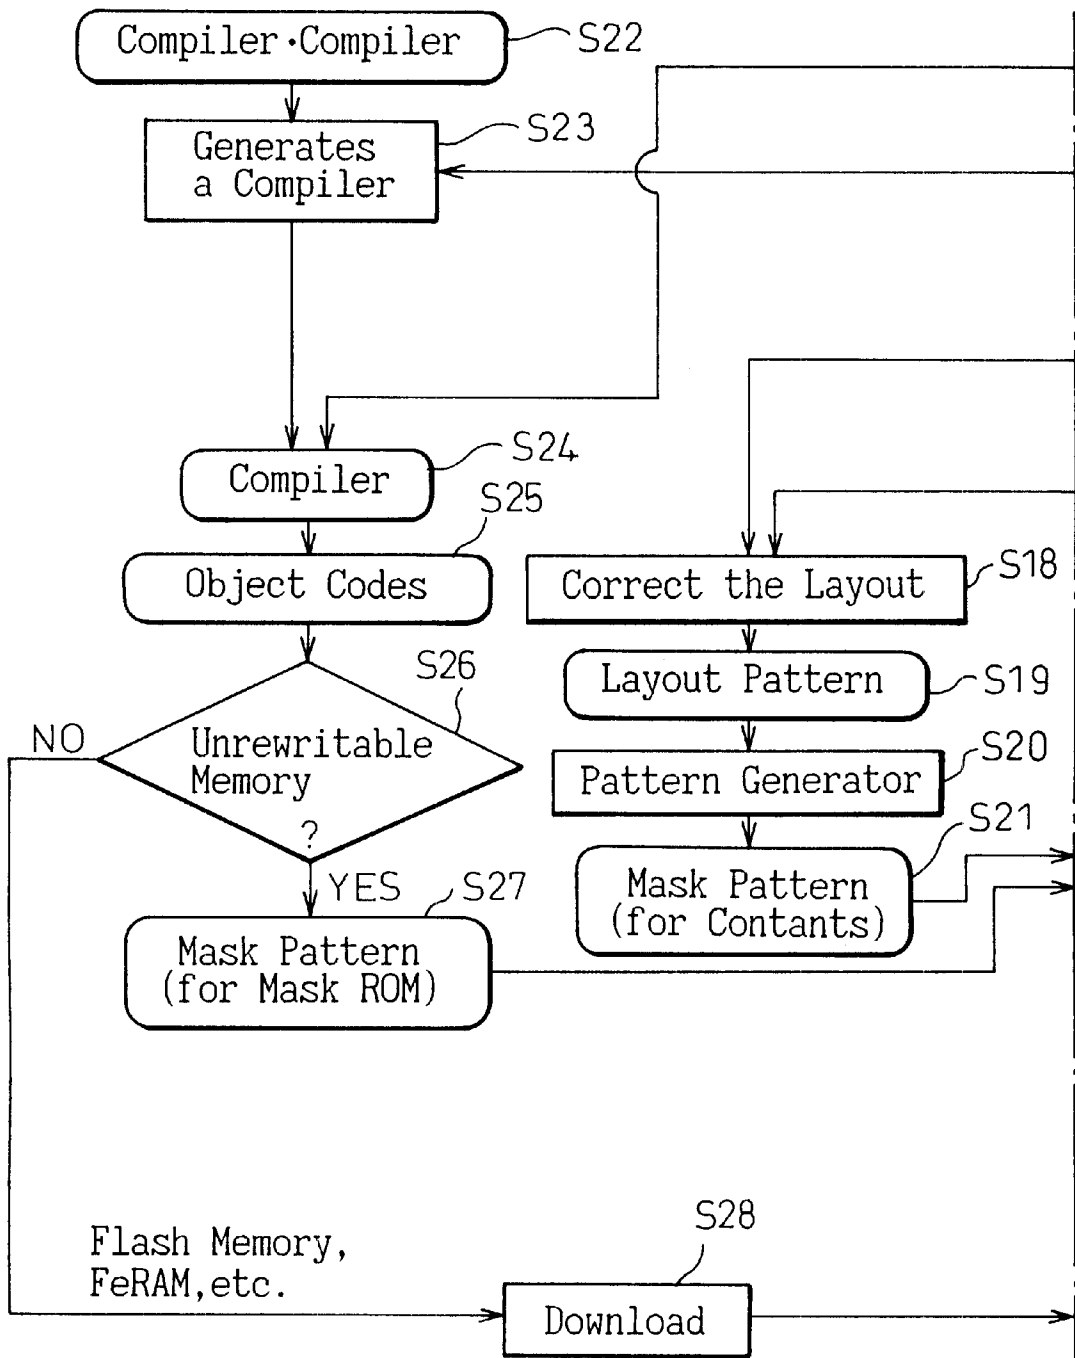 Compiler·Compiler
S22
Generates
a Compiler
S23
Compiler
S24
Object Codes
S25
Correct the Layout
S18
Layout Pattern
S19
Unrewritable
Memory
?
S26
NO
YES
Pattern Generator
S20
Mask Pattern
(for Contants)
S21
Mask Pattern
(for Mask ROM)
S27
Flash Memory,
FeRAM,etc.
Download
S28